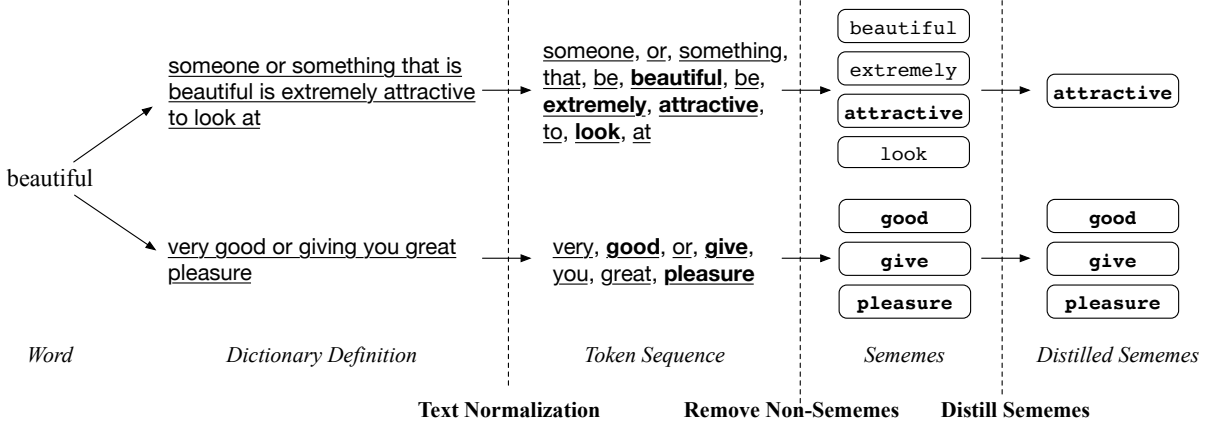 beautiful
someone or something that is
beautiful is extremely attractive
to look at
very good or giving you great
pleasure
someone, or, something,
that, be, beautiful, be,
extremely, attractive,
to, look, at
very, good, or, give,
you, great, pleasure
beautiful
extremely
attractive
look
good
give
pleasure
attractive
good
give
pleasure
Word
Dictionary Definition
Token Sequence
Sememes
Distilled Sememes
Text Normalization
Remove Non-Sememes
Distill Sememes